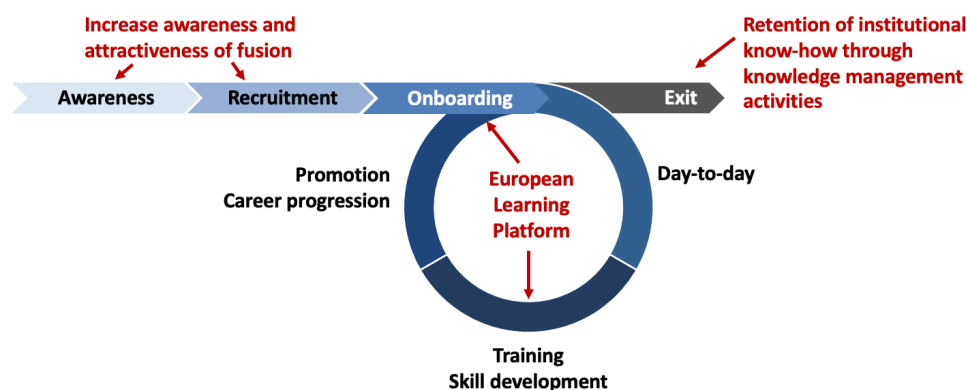 Increase awareness and
attractiveness of fusion
Retention of institutional
know-how through
knowledge management
activities
Awareness
Recruitment
Onboarding
Exit
Promotion
Career progression
European
Learning
Platform
Day-to-day
Training
Skill development